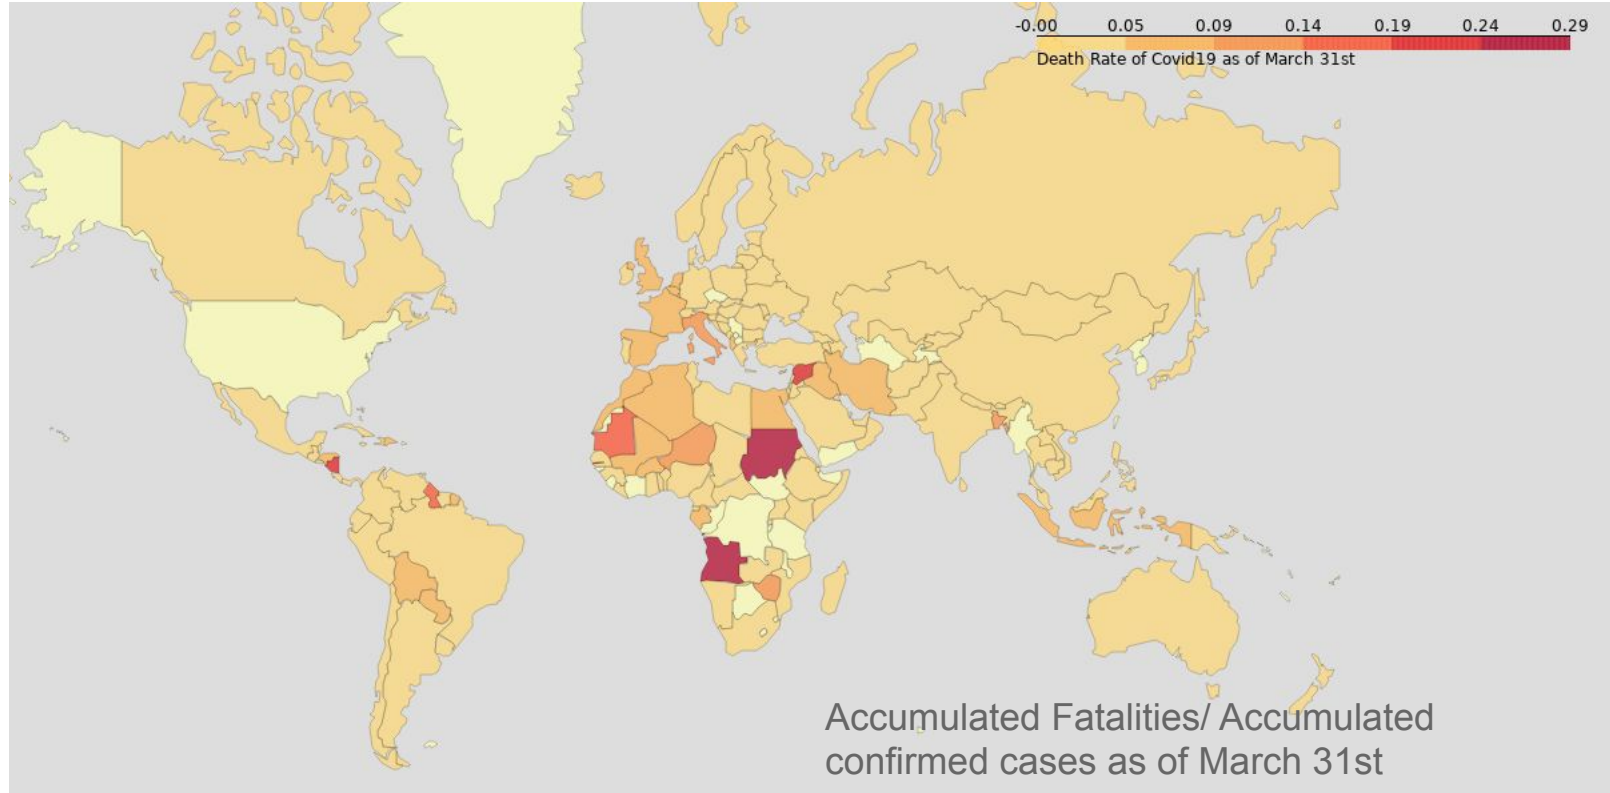 -0.00 0.05 0.09 0.14 0.19 0.24 0.29
Death Rate of Covid19 as of March 31st
Accumulated Fatalities/ Accumulated
confirmed cases as of March 31st